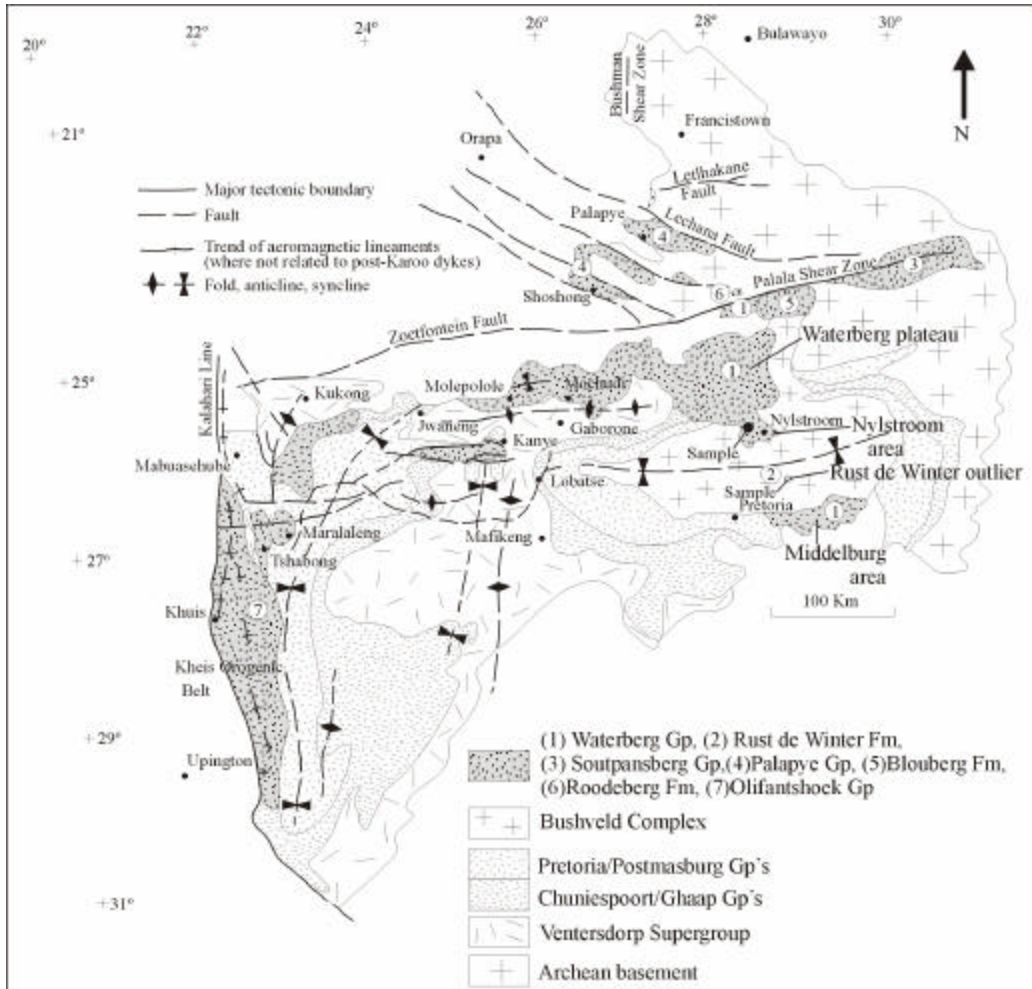 20°
22°
24°
26°
28°
30°
Bulawayo
Bushman
Shear Zone
N
+21°
Orapa
Francistown
Letlhakane
Fault
Major tectonic boundary
Fault
Trend of aeromagnetic lineaments
(where not related to post-Karoo dykes)
Fold, anticline, syncline
Palapye
4
Lechana Fault
4
Shoshong
6
1
5
3
Palala Shear Zone
Zoetfontein Fault
Waterberg plateau
Kalahari Line
+25°
Kukong
Molepolole
Mochudi
1
Jwaneng
Gaborone
Nylstroom
Nylstroom
area
Kanye
Sample
Mabuasehube
Lobatse
2
Rust de Winter outlier
Sample
Pretoria
1
Maralaleng
Mafikeng
+27°
Tshabong
Middelburg
area
100 Km
Khuis
7
Kheis Orogenic
Belt
+29°
Upington
(1) Waterberg Gp, (2) Rust de Winter Fm,
(3) Soutpansberg Gp,(4)Palapye Gp, (5)Blouberg Fm,
(6)Roodeberg Fm, (7)Olifantshoek Gp
Bushveld Complex
Pretoria/Postmasburg Gp's
Chuniespoort/Ghaap Gp's
+31°
Ventersdorp Supergroup
Archean basement